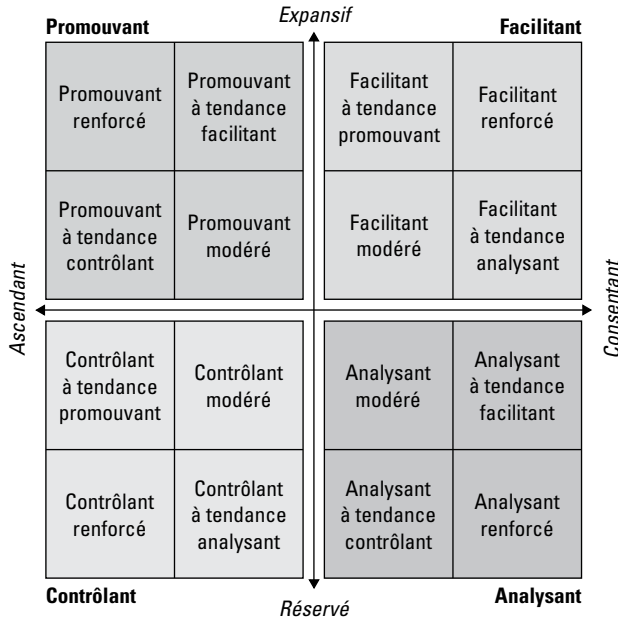 Expansif
Promouvant
Facilitant
Promouvant
renforcé
Promouvant
à tendance
facilitant
Facilitant
à tendance
promouvant
Facilitant
renforcé
Promouvant
à tendance
contrôlant
Promouvant
modéré
Facilitant
modéré
Facilitant
à tendance
analysant
Ascendant
Consentant
Contrôlant
à tendance
promouvant
Contrôlant
modéré
Analysant
modéré
Analysant
à tendance
facilitant
Contrôlant
renforcé
Contrôlant
à tendance
analysant
Analysant
à tendance
contrôlant
Analysant
renforcé
Contrôlant
Analysant
Réservé